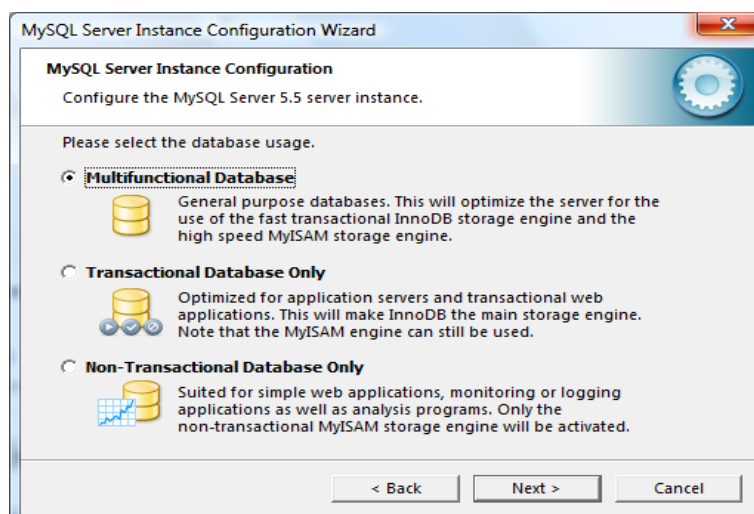 MySQL Server Instance Configuration Wizard
MySQL Server Instance Configuration
Configure the MySQL Server 5.5 server instance.
Please select the database usage.
Multifunctional Database
General purpose databases. This will optimize the server for the
use of the fast transactional InnoDB storage engine and the
high speed MyISAM storage engine.
Transactional Database Only
Optimized for application servers and transactional web
applications. This will make InnoDB the main storage engine.
Note that the MyISAM engine can still be used.
Non-Transactional Database Only
Suited for simple web applications, monitoring or logging
applications as well as analysis programs. Only the
non-transactional MyISAM storage engine will be activated.
< Back
Next >
Cancel